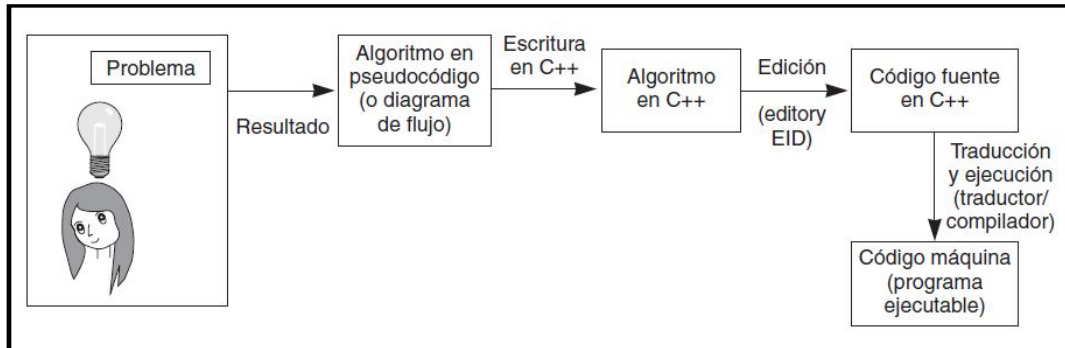 Problema
Resultado
Algoritmo en
pseudocódigo
(o diagrama
de flujo)
Escritura
en C++
Algoritmo
en C++
Edición
(editory
EID)
Código fuente
en C++
Traducción
y ejecución
(traductor/
compilador)
Código máquina
(programa
ejecutable)